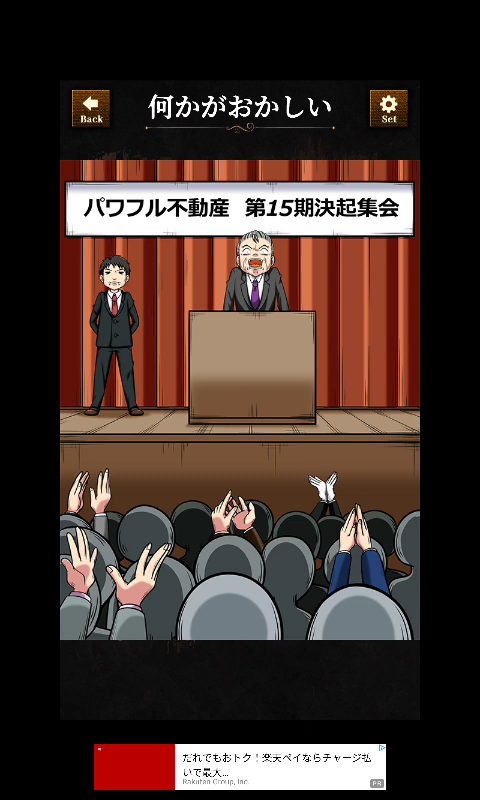 Back
何かがおかしい
Set
パワフル不動産 第15期決起集会
だれでもおトク！楽天ペイならチャージ払
いで最大...
Rakuten Group, Inc.
PR